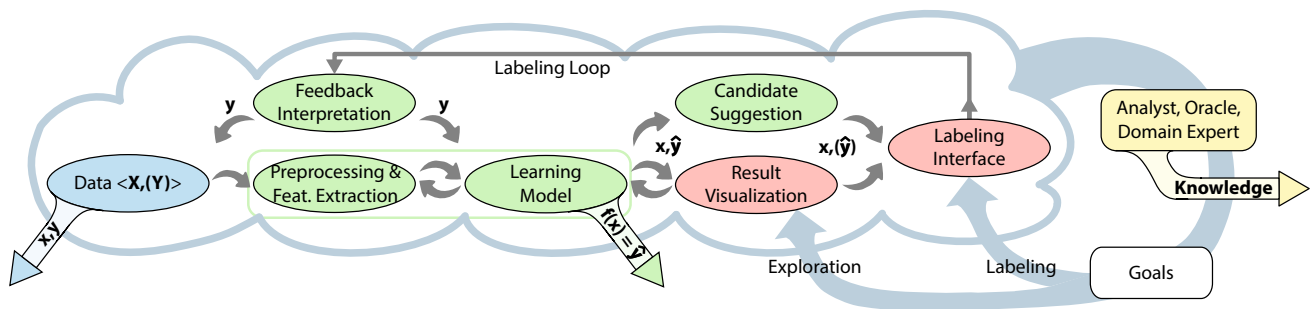 Labeling Loop
Feedback
Interpretation
y
y
Candidate
Suggestion
x,ŷ
x,(ŷ)
Labeling
Interface
Analyst, Oracle,
Domain Expert
Knowledge
Data <X,(Y)>
Preprocessing &
Feat. Extraction
Learning
Model
Result
Visualization
x,y
f(x) = ŷ
Exploration
Labeling
Goals